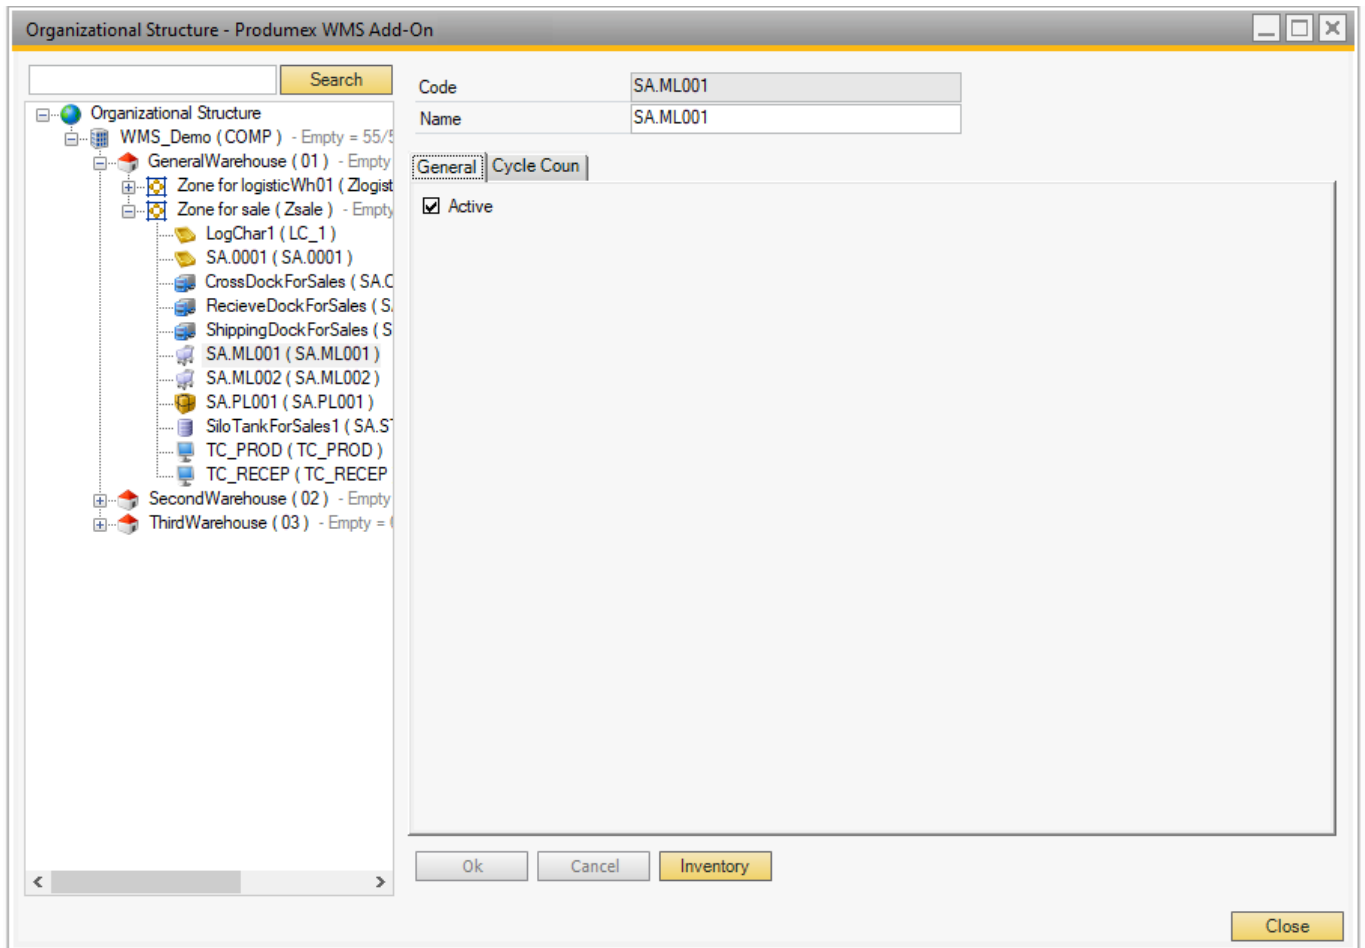 Organizational Structure - Produmex WMS Add-On
Search
Organizational Structure
WMS_Demo ( COMP ) - Empty = 55/5
GeneralWarehouse ( 01 ) - Empty
Zone for logisticWh01 ( Zlogist
Zone for sale ( Zsale ) - Empty
LogChar1 ( LC_1 )
SA.0001 ( SA.0001 )
CrossDockForSales ( SA.C
RecieveDockForSales ( S
ShippingDockForSales ( S
SA.ML001 ( SA.ML001 )
SA.ML002 ( SA.ML002 )
SA.PL001 ( SA.PL001 )
SiloTankForSales1 ( SA.S
TC_PROD ( TC_PROD )
TC_RECEP ( TC_RECEP
SecondWarehouse ( 02 ) - Empty
ThirdWarehouse ( 03 ) - Empty =
Code SA.ML001
Name SA.ML001
General Cycle Coun
Active
Ok Cancel Inventory
Close